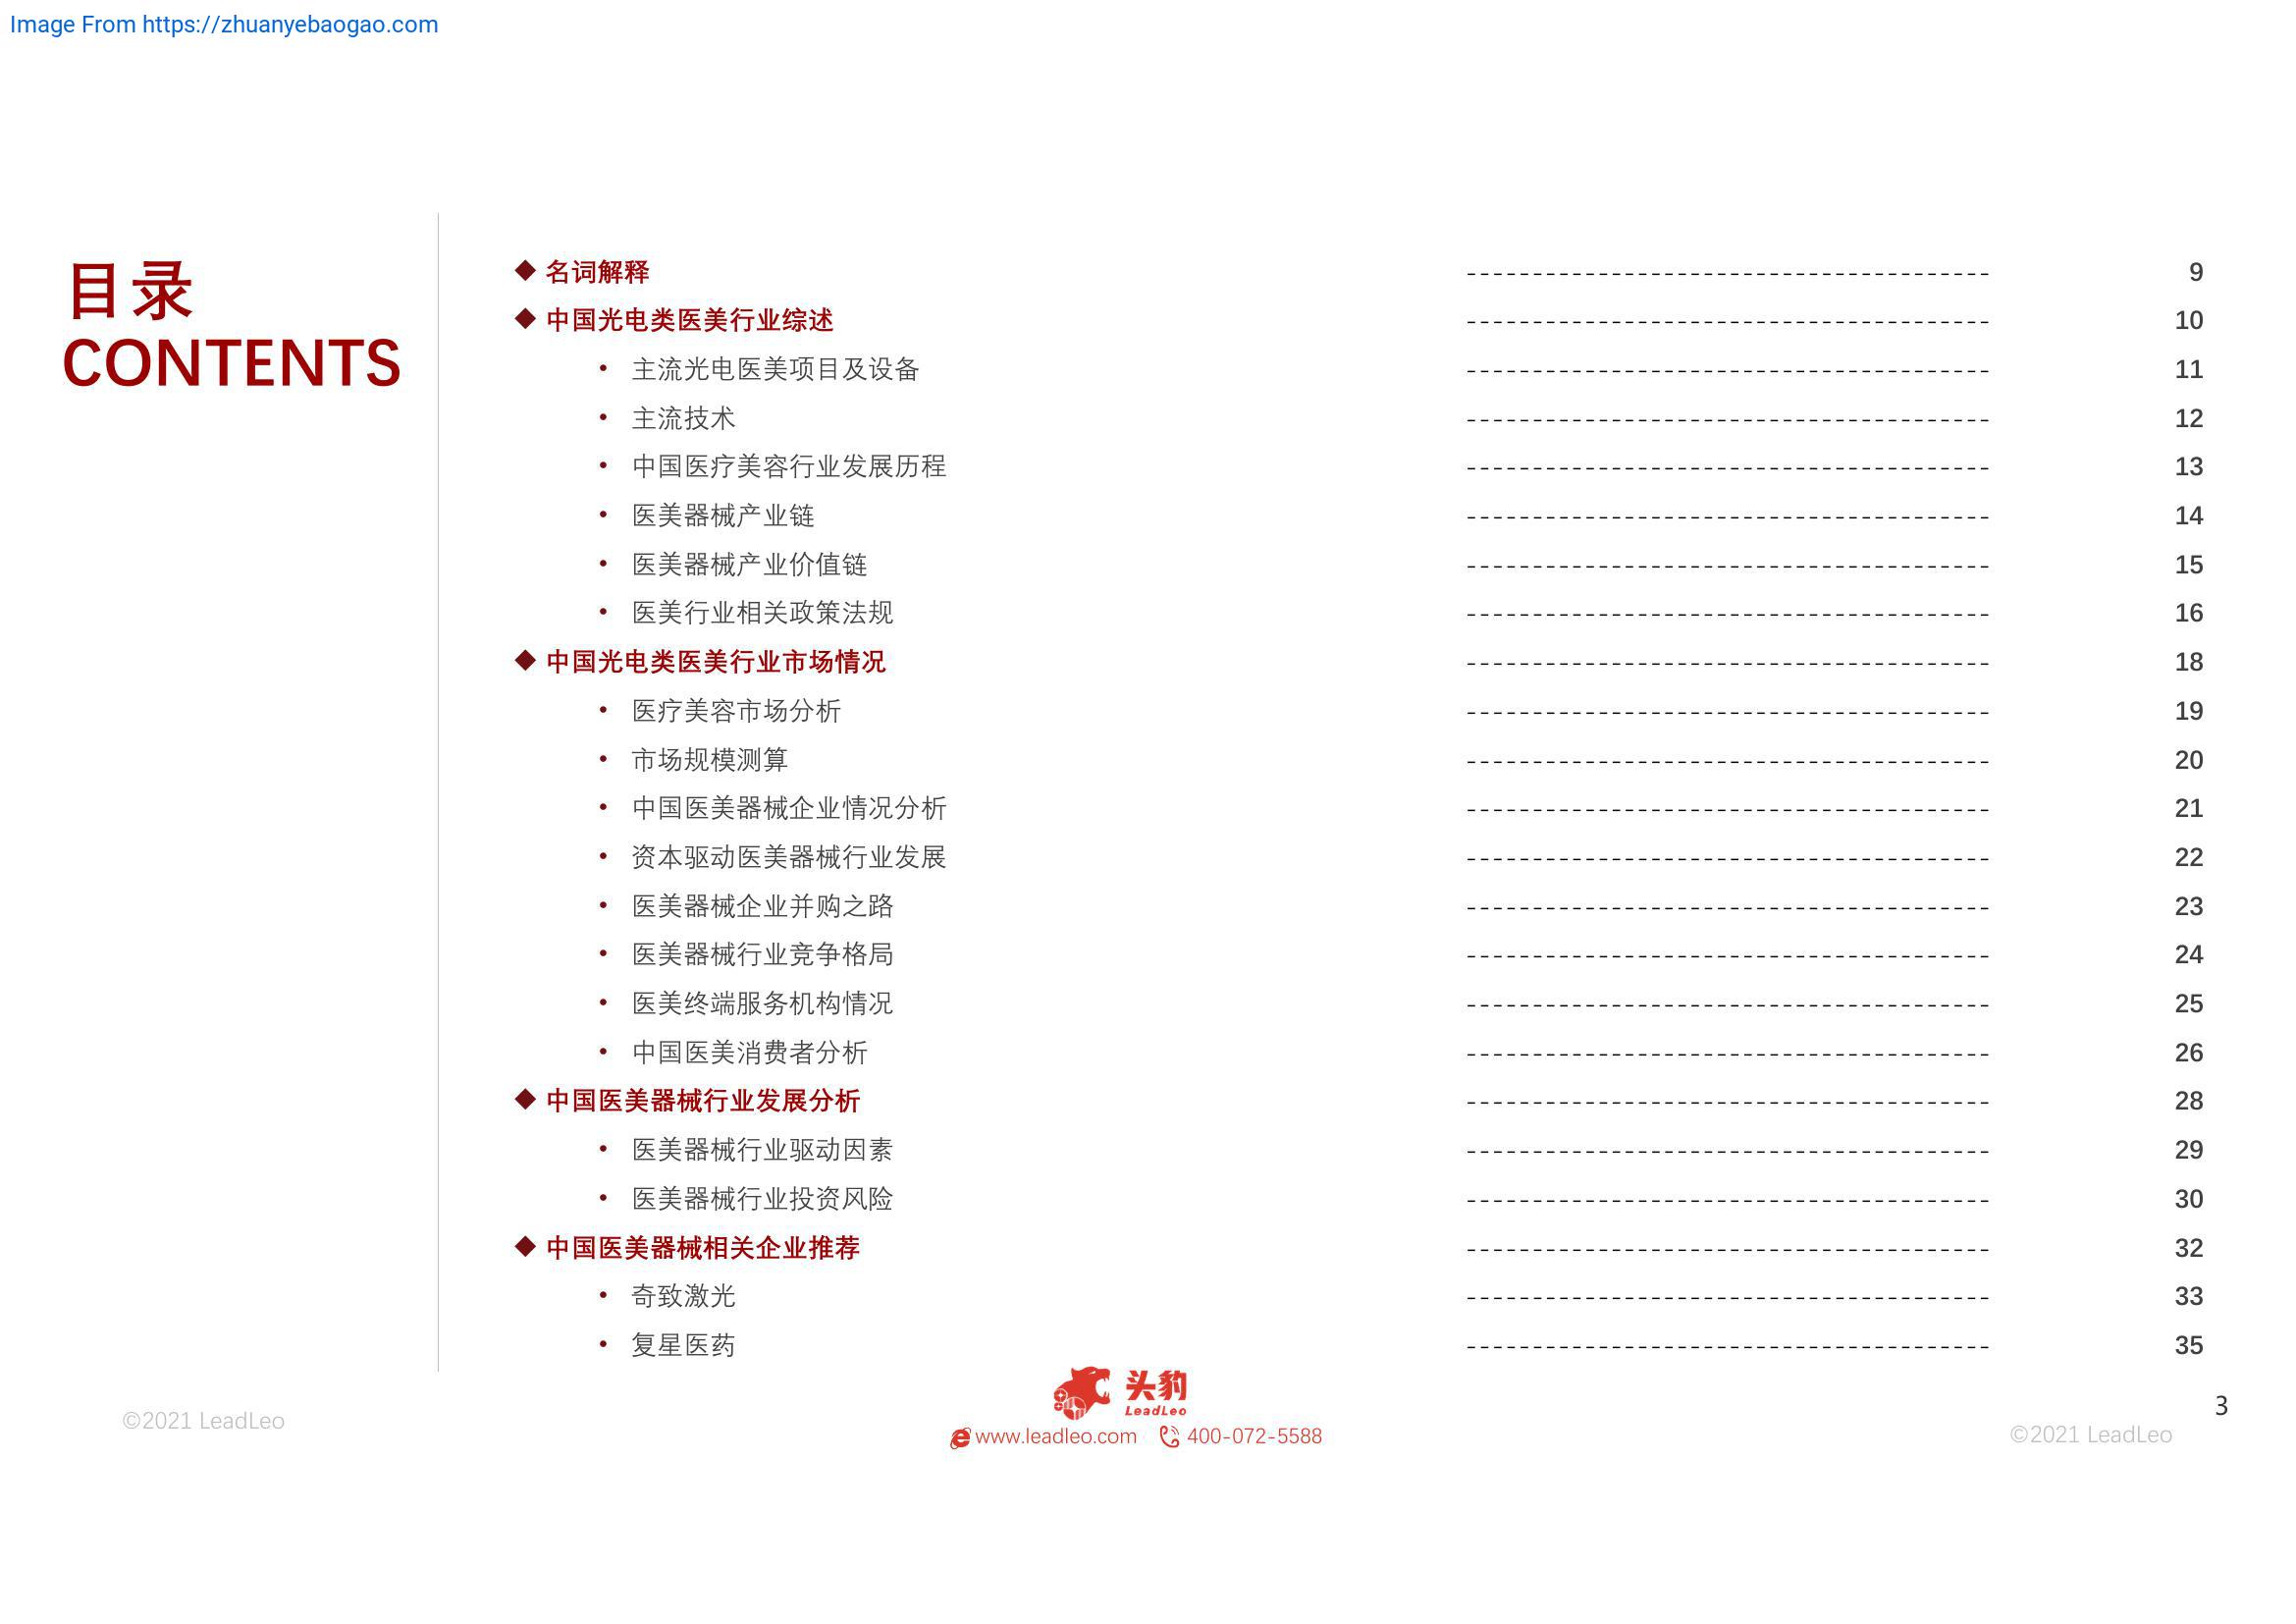 Image From https://zhuanyebaogao.com
目录
CONTENTS
◆ 名词解释 ---------------------------------------- 9
◆ 中国光电类医美行业综述 ---------------------------------------- 10
• 主流光电医美项目及设备 ---------------------------------------- 11
• 主流技术 ---------------------------------------- 12
• 中国医疗美容行业发展历程 ---------------------------------------- 13
• 医美器械产业链 ---------------------------------------- 14
• 医美器械产业价值链 ---------------------------------------- 15
• 医美行业相关政策法规 ---------------------------------------- 16
◆ 中国光电类医美行业市场情况 ---------------------------------------- 18
• 医疗美容市场分析 ---------------------------------------- 19
• 市场规模测算 ---------------------------------------- 20
• 中国医美器械企业情况分析 ---------------------------------------- 21
• 资本驱动医美器械行业发展 ---------------------------------------- 22
• 医美器械企业并购之路 ---------------------------------------- 23
• 医美器械行业竞争格局 ---------------------------------------- 24
• 医美终端服务机构情况 ---------------------------------------- 25
• 中国医美消费者分析 ---------------------------------------- 26
◆ 中国医美器械行业发展分析 ---------------------------------------- 28
• 医美器械行业驱动因素 ---------------------------------------- 29
• 医美器械行业投资风险 ---------------------------------------- 30
◆ 中国医美器械相关企业推荐 ---------------------------------------- 32
• 奇致激光 ---------------------------------------- 33
• 复星医药 ---------------------------------------- 35
头豹
LeadLeo
www.leadleo.com 400-072-5588
©2021 LeadLeo
3
©2021 LeadLeo